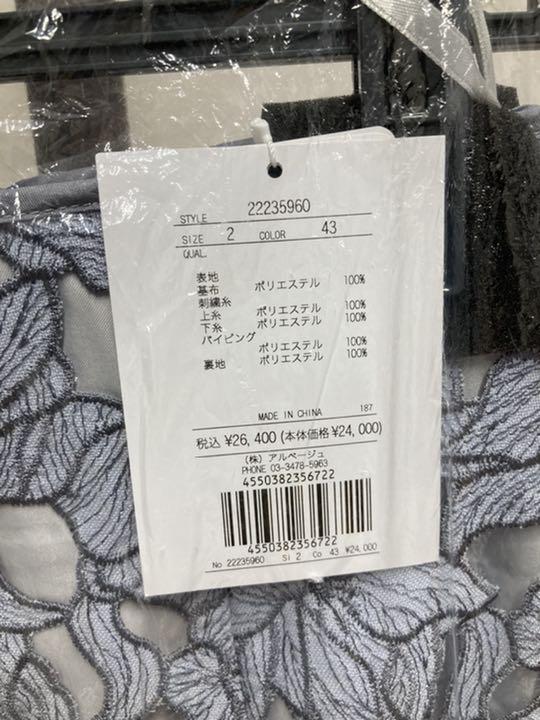 STYLE 22235960
SIZE 2 COLOR 43
QUAL.
表地
基布 ポリエステル 100%
刺繍糸
上糸 ポリエステル 100%
下糸 ポリエステル 100%
パイピング
ポリエステル 100%
裏地 ポリエステル 100%
MADE IN CHINA 187
税込 ¥26,400 (本体価格¥24,000)
(株) アルページュ
PHONE 03-3478-5963
4550382356722
4550382356722
No 22235960 Si 2 Co 43 ¥24,000